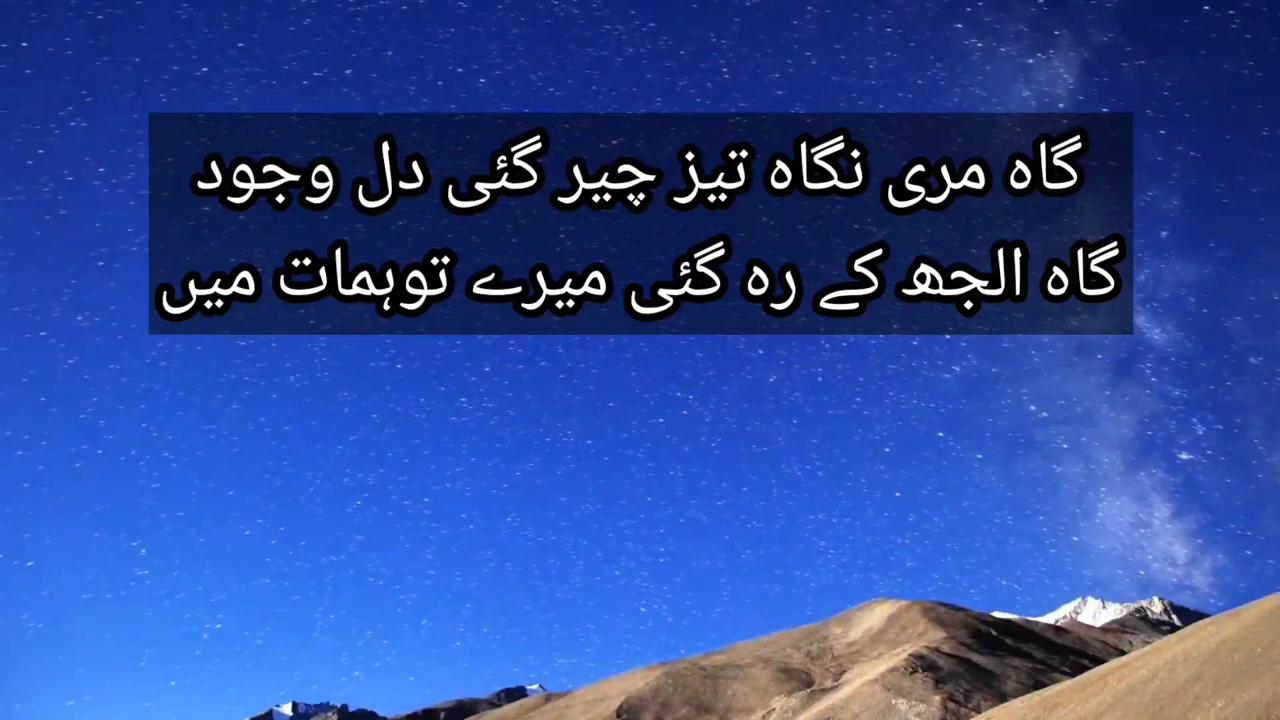 گاہ مری نگاہ تیز چیر گئی دل وجود
گاہ الجھ کے رہ گئی میرے توہمات میں